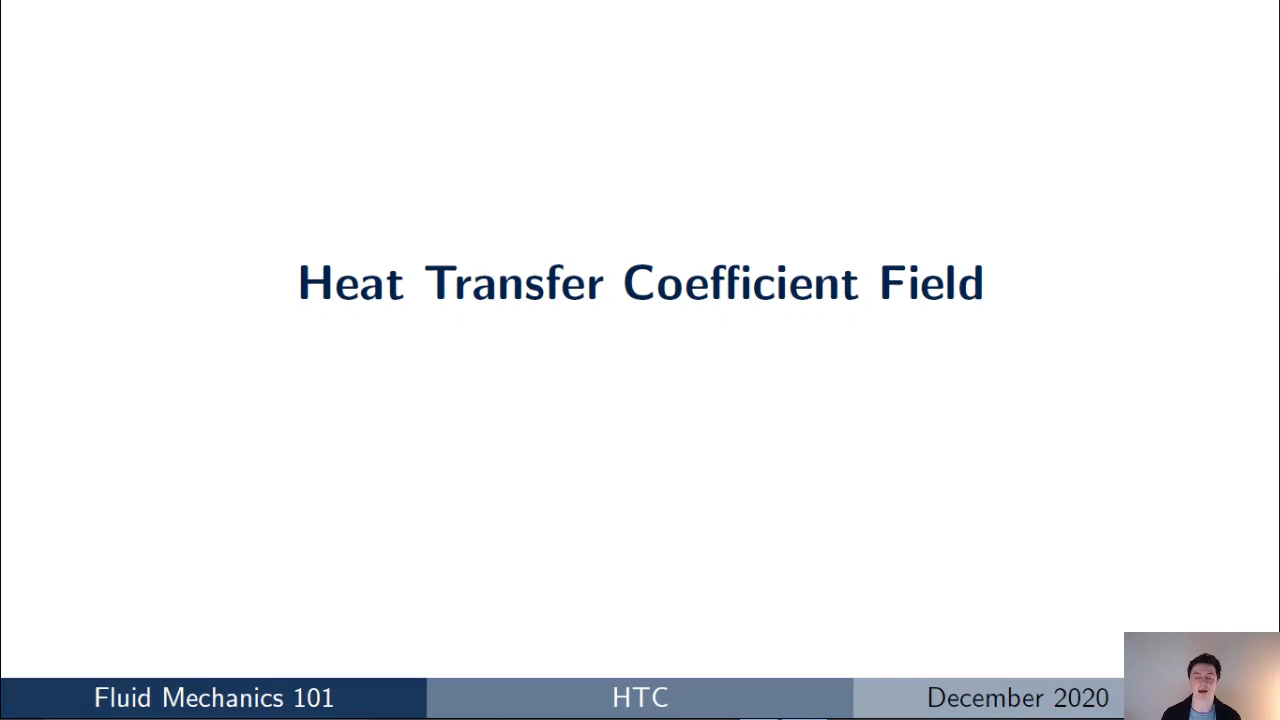 Heat Transfer Coefficient Field
Fluid Mechanics 101
HTC
December 2020